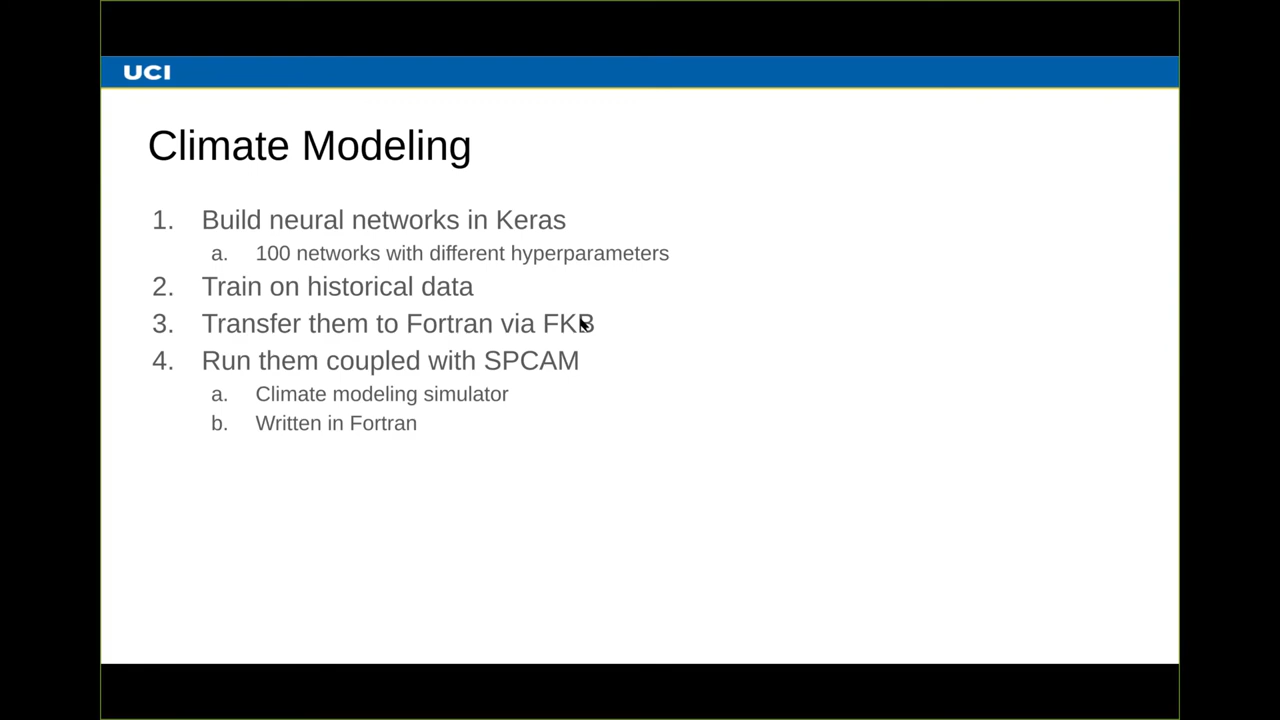 UCI
Climate Modeling
1. Build neural networks in Keras
a. 100 networks with different hyperparameters
2. Train on historical data
3. Transfer them to Fortran via FKB
4. Run them coupled with SPCAM
a. Climate modeling simulator
b. Written in Fortran